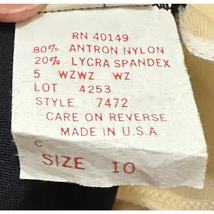 RN 40149
80% ANTRON NYLON
20% LYCRA SPANDEX
5 WZWZ WZ
LOT 4253
STYLE 7472
CARE ON REVERSE
MADE IN U.S.A
C
SIZE 10